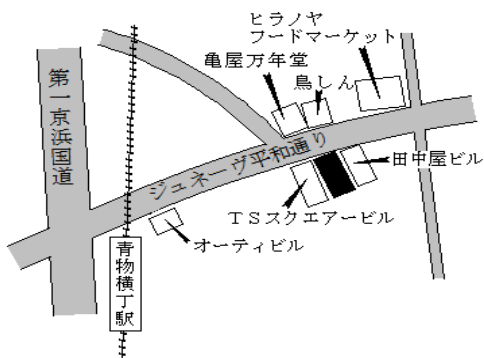 ヒラノヤ
フードマーケット
亀屋万年堂
鳥しん
第一京浜国道
ジュネーヴ平和通り
田中屋ビル
ＴＳスクエアービル
オーティビル
青物横丁駅